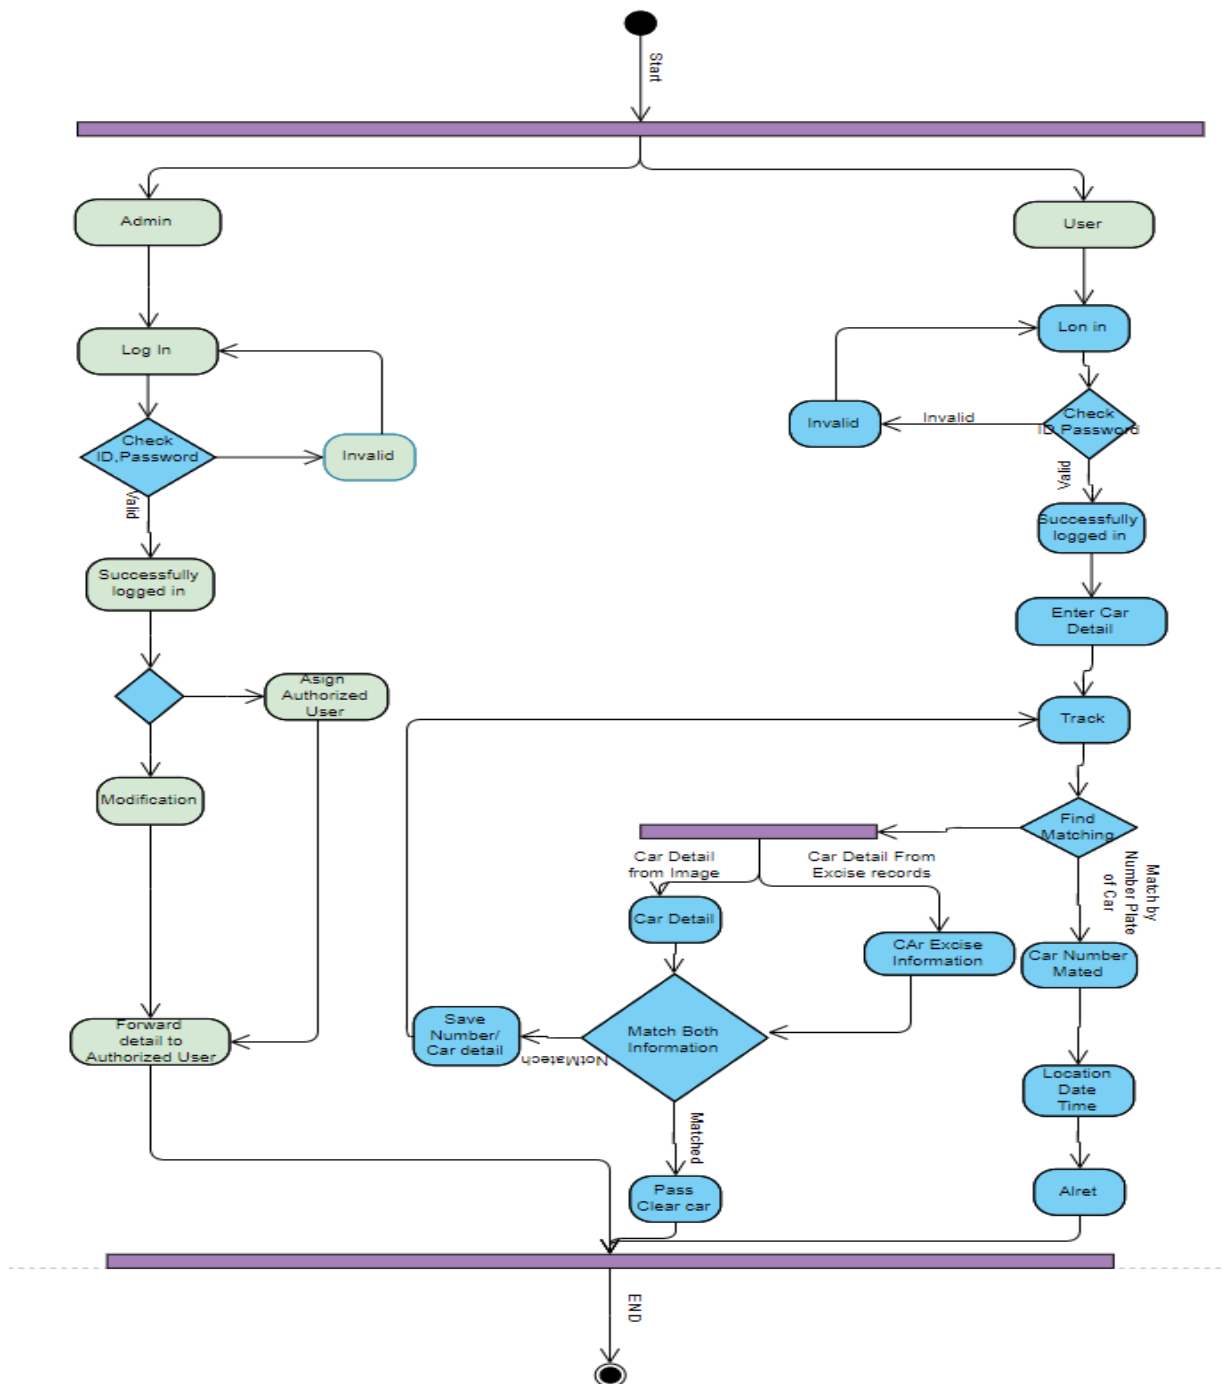 Start
Admin
User
Log In
Lon in
Check
ID,Password
Invalid
Invalid
Invalid
Check
ID,Password
Valid
Valid
Successfully
logged in
Successfully
logged in
Enter Car
Detail
Asign
Authorized
User
Track
Modification
Find
Matching
Car Detail
from Image
Car Detail From
Excise records
Match by
Number Plate
of Car
Car Detail
CAr Excise
Information
Car Number
Mated
Save
Number/
Car detail
NotMatech
Match Both
Information
Forward
detail to
Authorized User
Location
Date
Time
Matched
Pass
Clear car
Alret
END